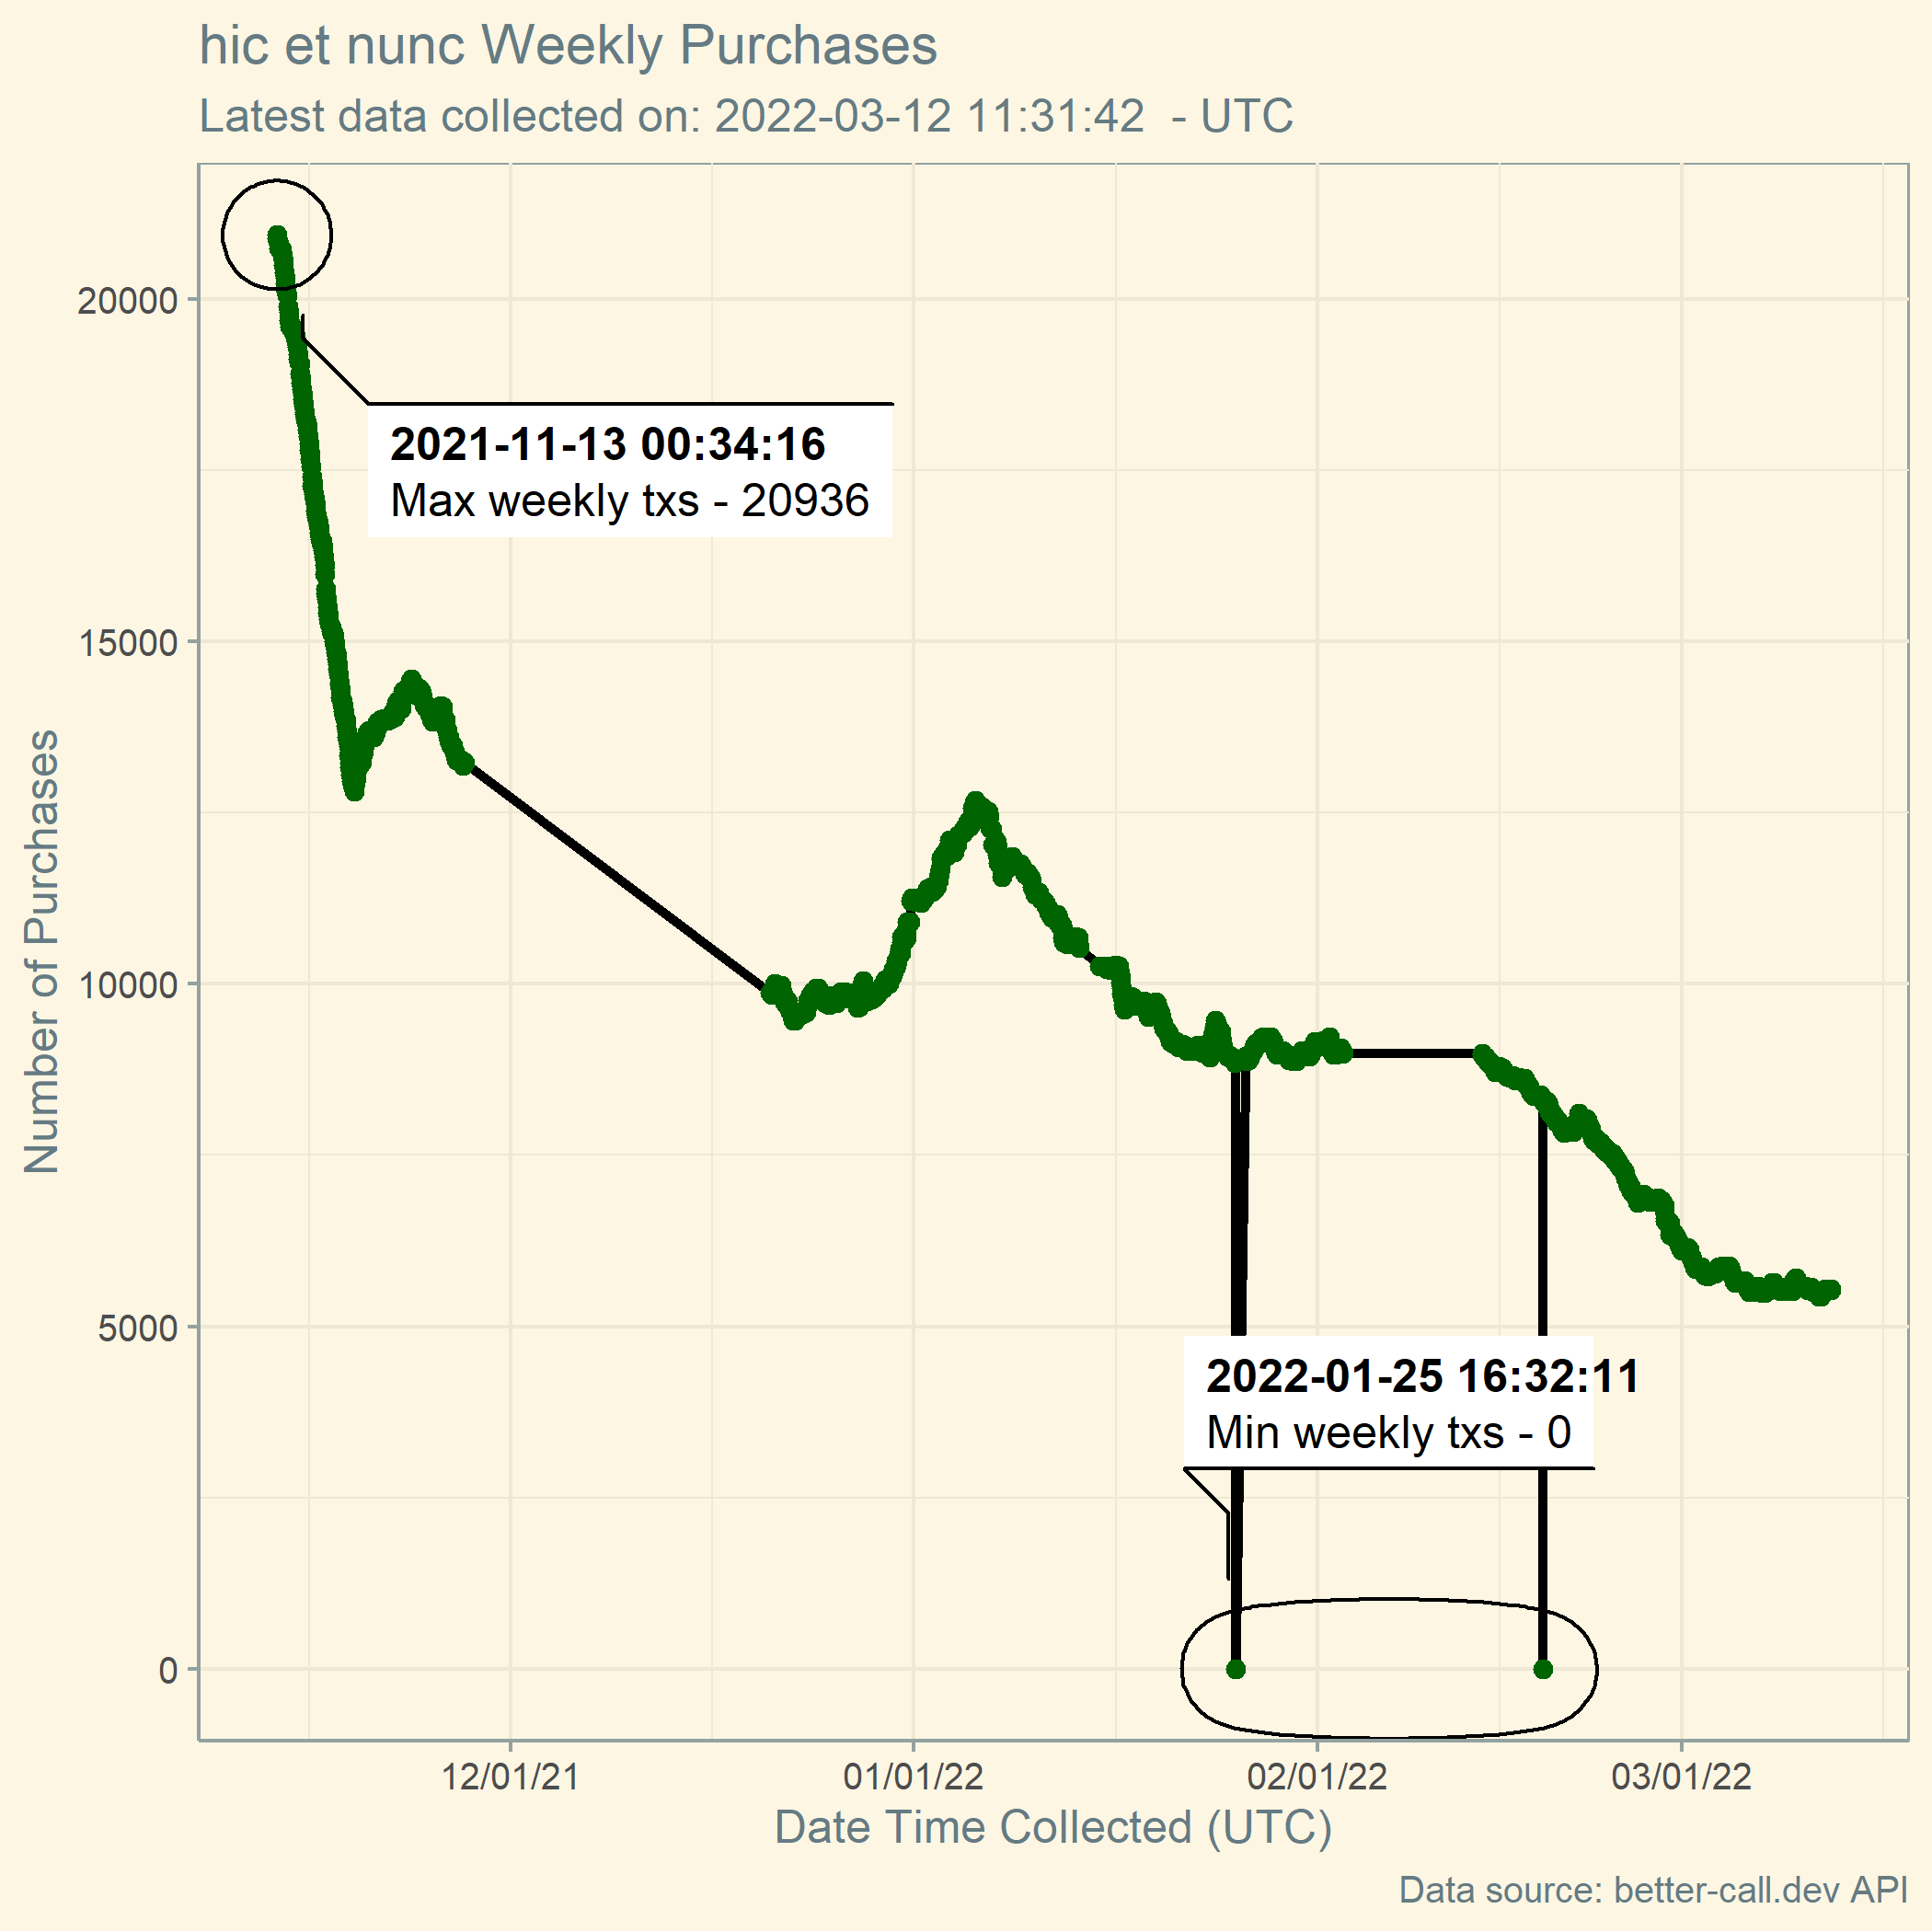 hic et nunc Weekly Purchases
Latest data collected on: 2022-03-12 11:31:42  - UTC
Number of Purchases
20000
15000
10000
5000
0
2021-11-13 00:34:16
Max weekly txs - 20936
2022-01-25 16:32:11
Min weekly txs - 0
12/01/21
01/01/22
02/01/22
03/01/22
Date Time Collected (UTC)
Data source: better-call.dev API